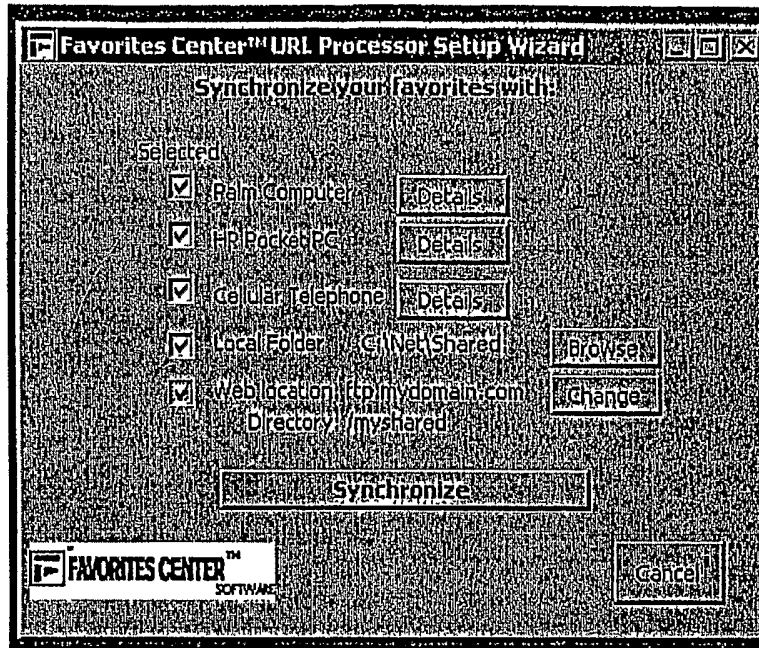 Favorites Center™ URL Processor Setup Wizard
Synchronize your favorites with:
Selected
Palm Computer Details
HP Pocket PC Details
Cellular Telephone Details
Local Folder C:\Net\Shared Browse
Web location: ftp.mydomain.com Change
Directory: /myshared
Synchronize
FAVORITES CENTER™
SOFTWARE
Cancel